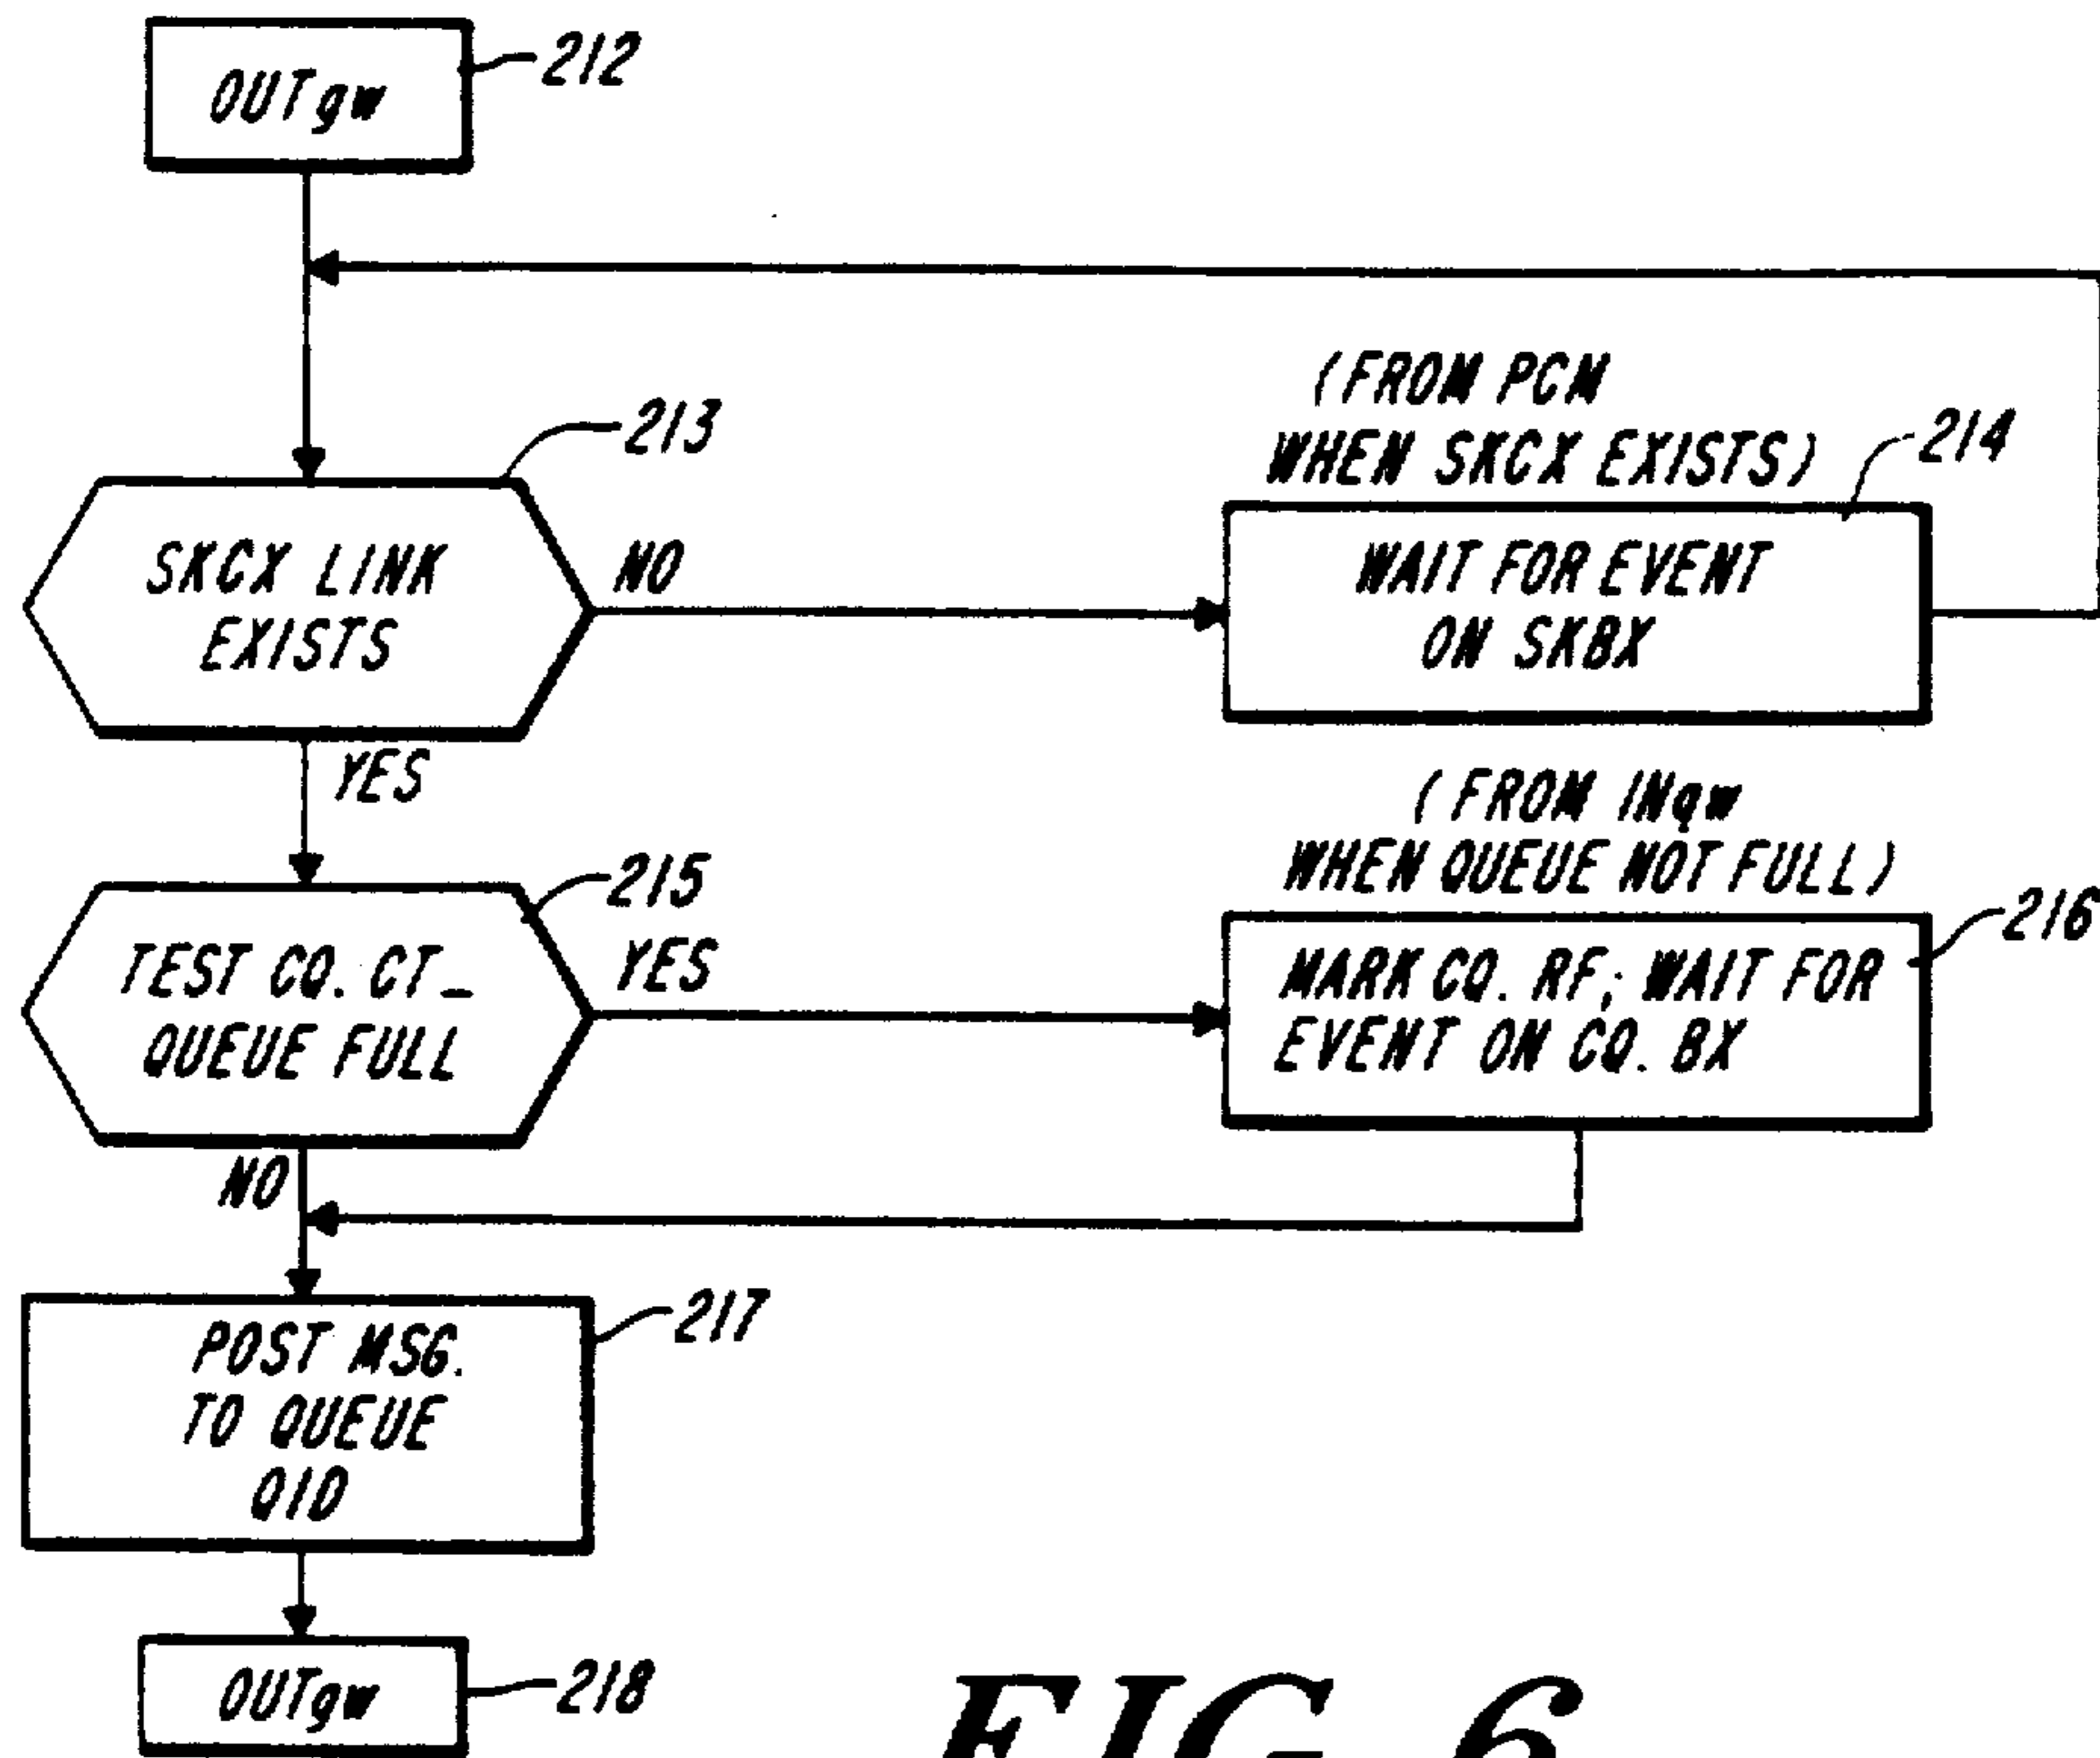 OUTgw
212
(FROM PCM
WHEN SKCX EXISTS)
213
214
SKCX LINK
EXISTS
NO
WAIT FOR EVENT
ON SKBX
YES
(FROM INqw
WHEN QUEUE NOT FULL)
215
216
TEST CQ. CT_
QUEUE FULL
YES
MARK CQ. RF; WAIT FOR
EVENT ON CQ. BX
NO
POST MSG.
TO QUEUE
QID
217
OUTgw
218
FIG. 6